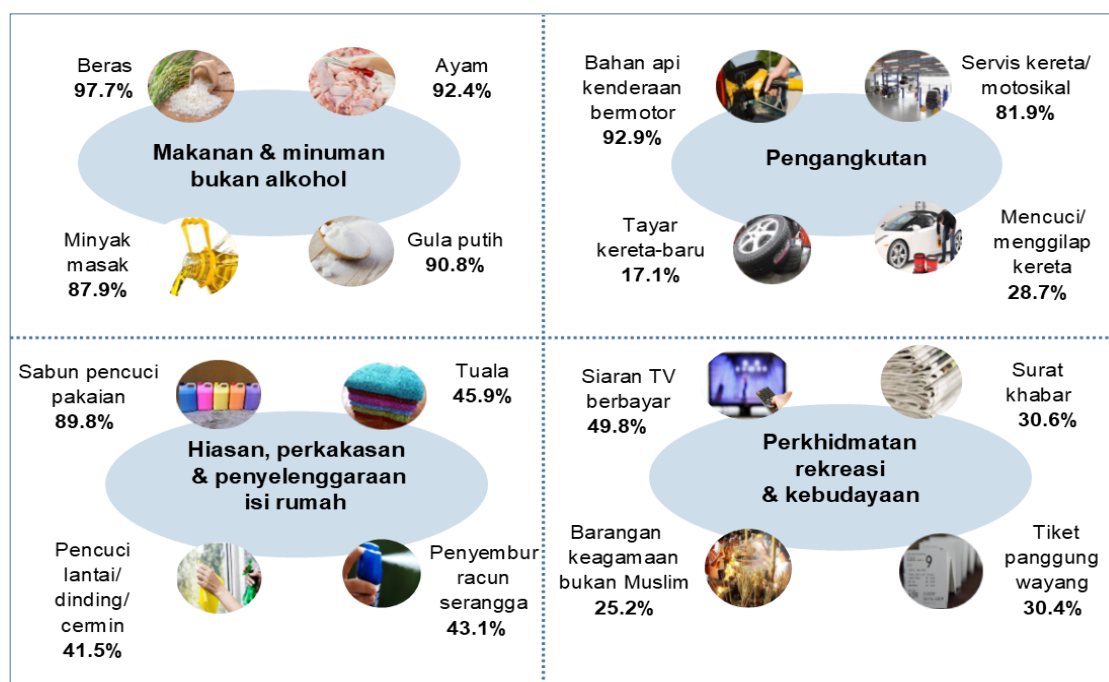 Beras
97.7%
Ayam
92.4%
Makanan & minuman
bukan alkohol
Minyak
masak
87.9%
Gula putih
90.8%
Bahan api
kenderaan
bermotor
92.9%
Servis kereta/
motosikal
81.9%
Pengangkutan
Tayar
kereta-baru
17.1%
Mencuci/
menggilap
kereta
28.7%
Sabun pencuci
pakaian
89.8%
Tuala
45.9%
Hiasan, perkakasan
& penyelenggaraan
isi rumah
Pencuci
lantai/
dinding/
cermin
41.5%
Penyembur
racun
serangga
43.1%
Siaran TV
berbayar
49.8%
Surat
khabar
30.6%
Perkhidmatan
rekreasi
& kebudayaan
Barangan
keagamaan
bukan Muslim
25.2%
9
Tiket
panggung
wayang
30.4%